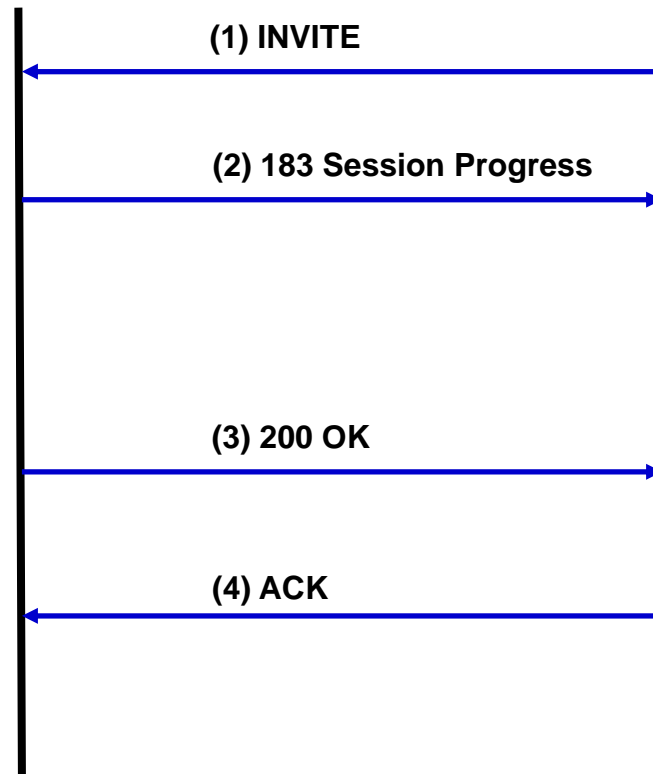 (1) INVITE
(2) 183 Session Progress
(3) 200 OK
(4) ACK